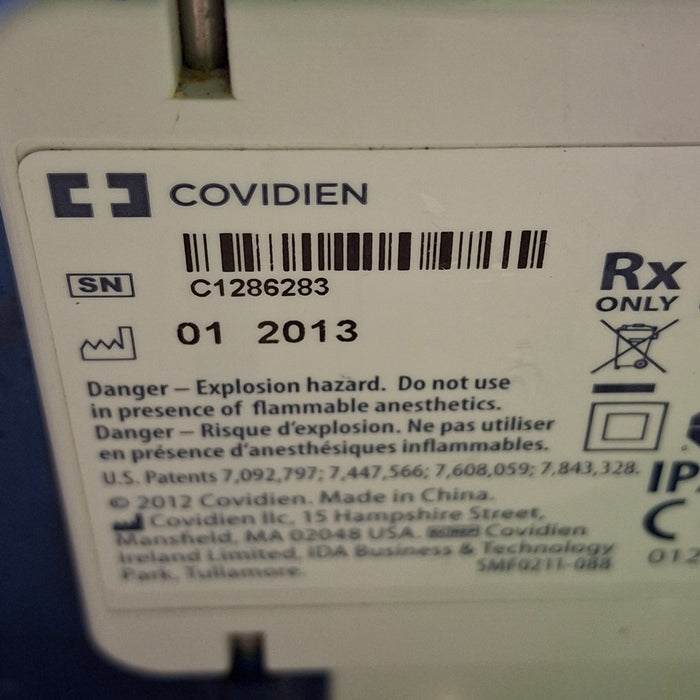 COVIDIEN
SN C1286283
01 2013
Rx
ONLY
Danger – Explosion hazard. Do not use
in presence of flammable anesthetics.
Danger – Risque d'explosion. Ne pas utiliser
en présence d'anesthésiques inflammables.
U.S. Patents 7,092,797; 7,447,566; 7,608,059; 7,843,328.
© 2012 Covidien. Made in China.
Covidien llc, 15 Hampshire Street,
Mansfield, MA 02048 USA. Covidien
Ireland Limited, IDA Business & Technology
Park, Tullamore.
IP
012